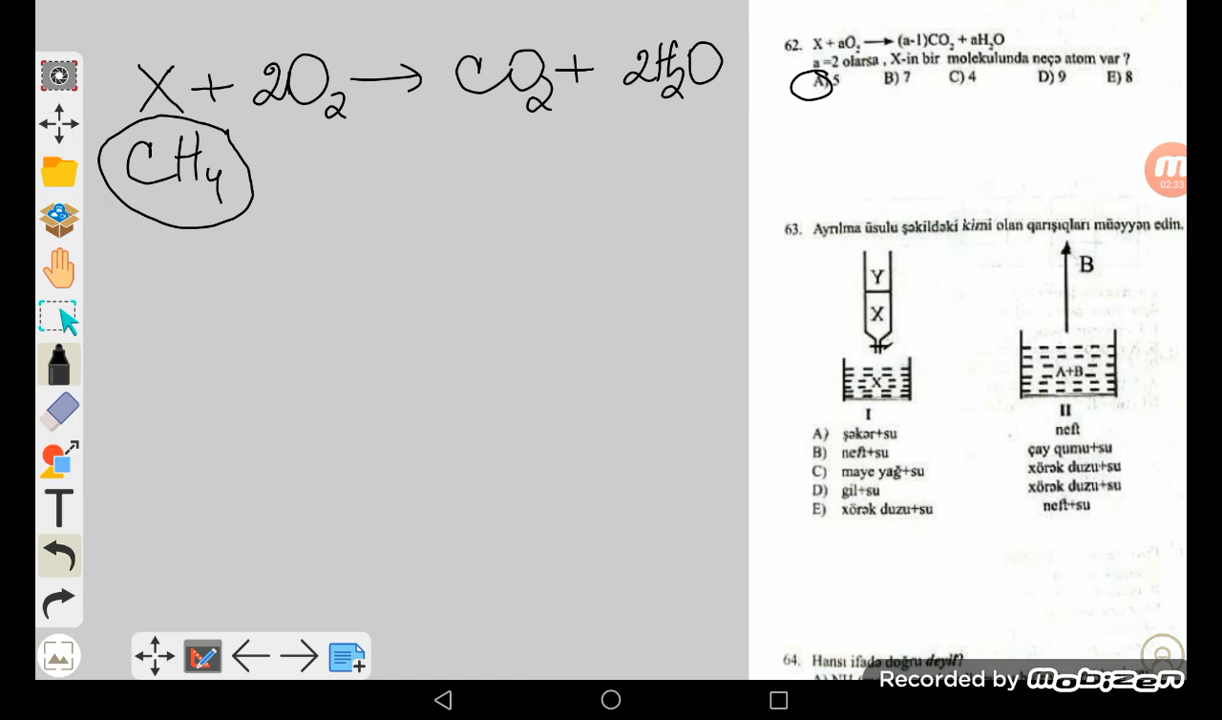 X + 2O2 → CO2 + 2H2O
CH4
62. X + aO2 → (a-1)CO2 + aH2O
a =2 olarsa , X-in bir molekulunda neçə atom var ?
A) 5 B) 7 C) 4 D) 9 E) 8
02:33
63. Ayrılma üsulu şəkildəki kimi olan qarışıqları müəyyən edin.
Y
X
X
I
B
A+B
II
A) şəkər+su neft
B) neft+su çay qumu+su
C) maye yağ+su xörək duzu+su
D) gil+su xörək duzu+su
E) xörək duzu+su neft+su
64. Hansı ifadə doğru deyil?
T
Recorded by mobizen